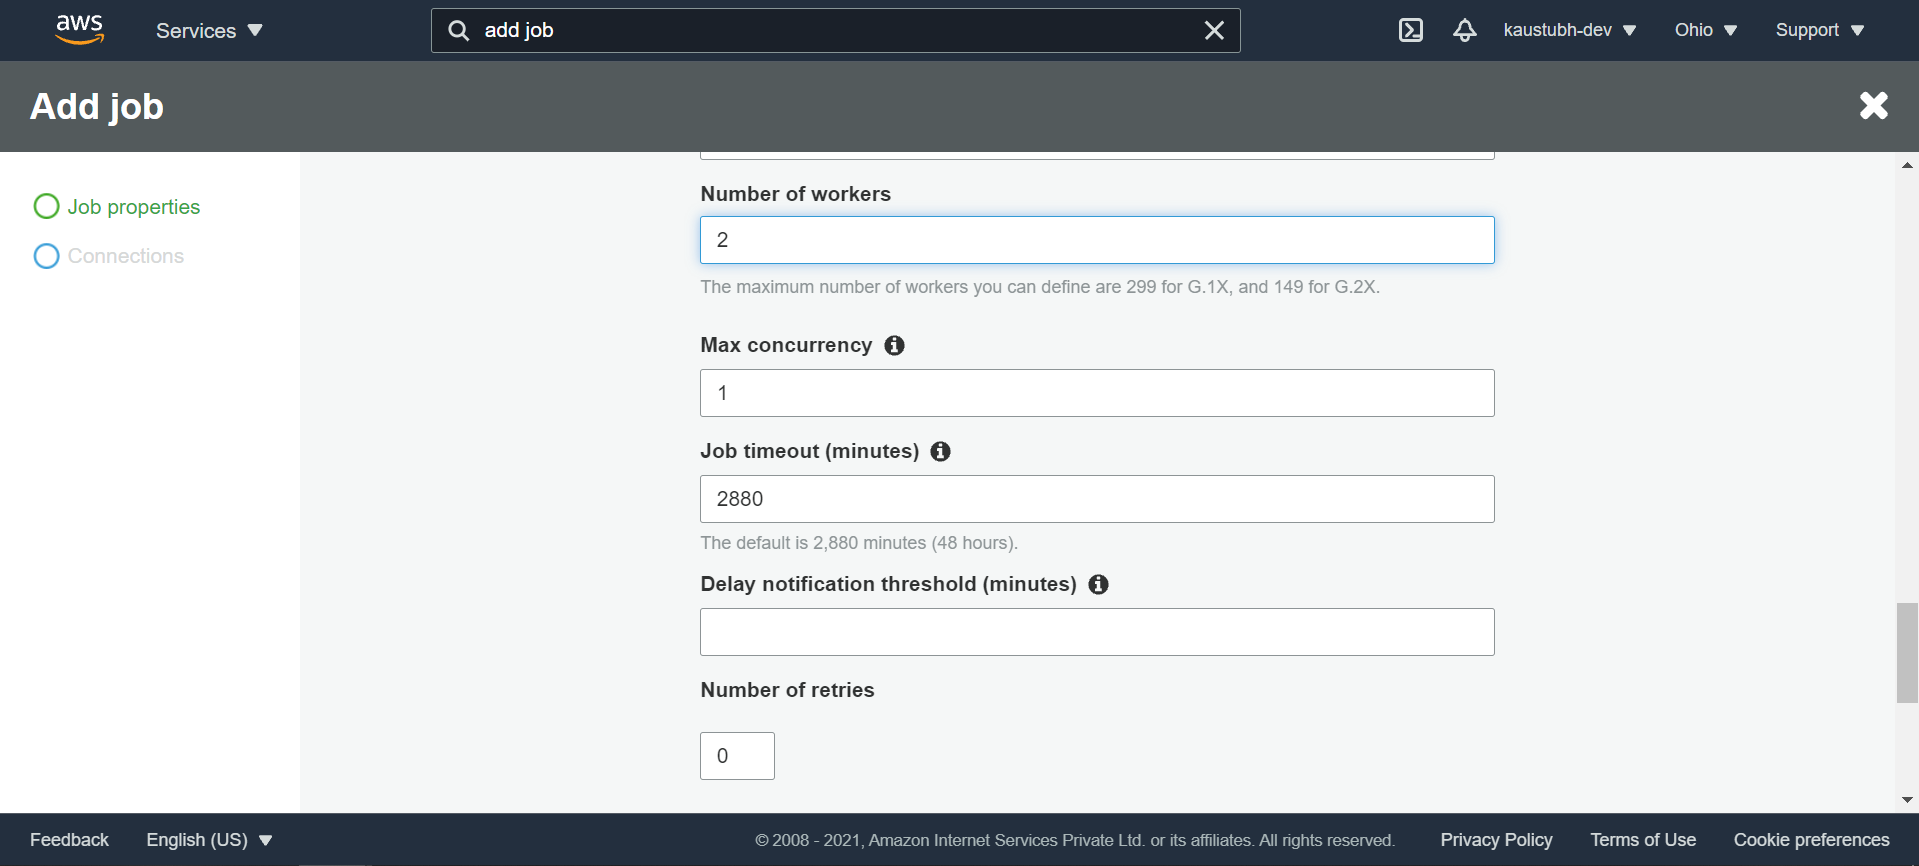 aws
Services
add job
kaustubh-dev
Ohio
Support
Add job
Job properties
Connections
Number of workers
2
The maximum number of workers you can define are 299 for G.1X, and 149 for G.2X.
Max concurrency
1
Job timeout (minutes)
2880
The default is 2,880 minutes (48 hours).
Delay notification threshold (minutes)
Number of retries
0
Feedback
English (US)
© 2008 - 2021, Amazon Internet Services Private Ltd. or its affiliates. All rights reserved.
Privacy Policy
Terms of Use
Cookie preferences